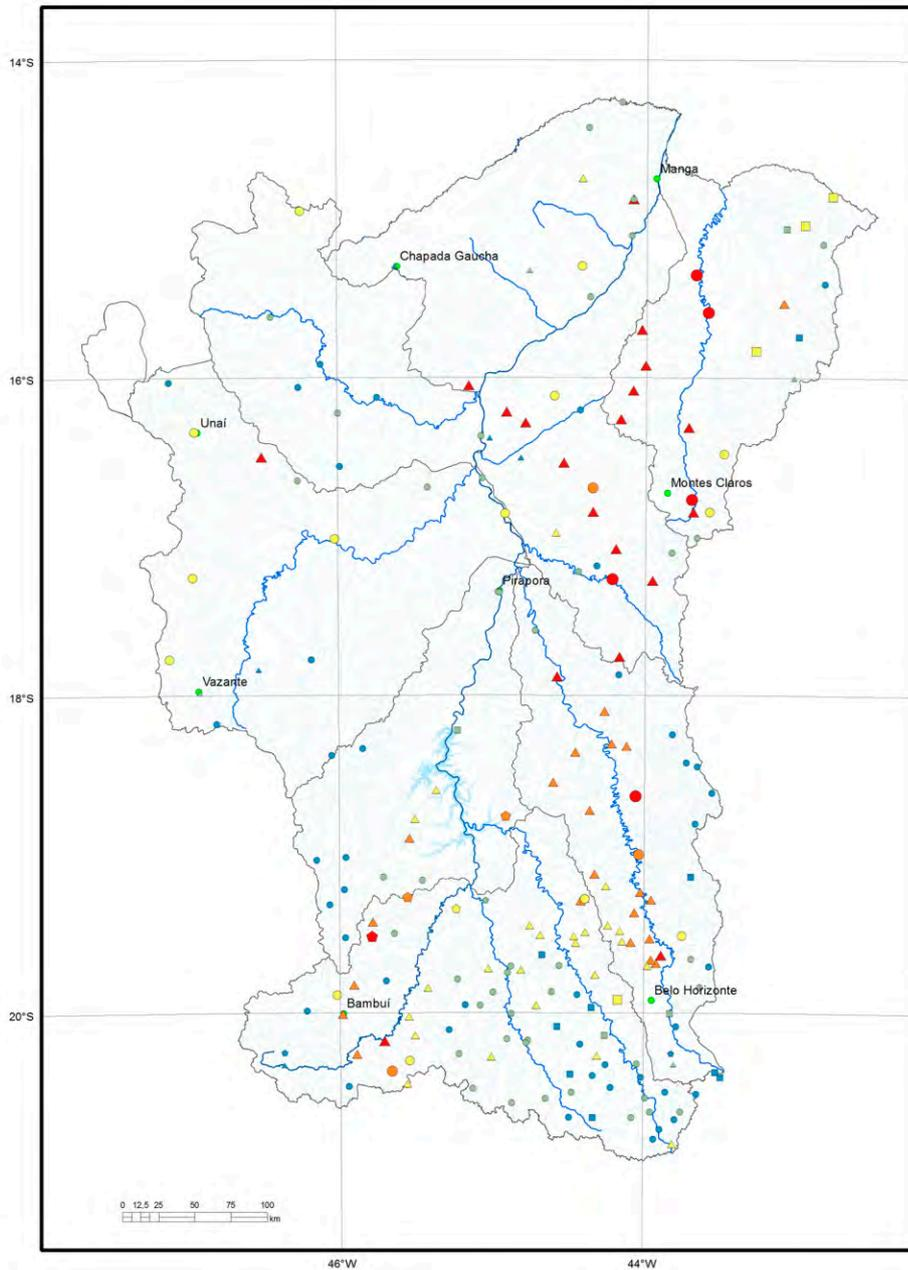 14°S
Manga
Chapada Gaucha
16°S
Unaí
Montes Claros
Pirapora
Vazante
18°S
Belo Horizonte
Bambuí
20°S
0 12,5 25 50 75 100
km
46°W 44°W